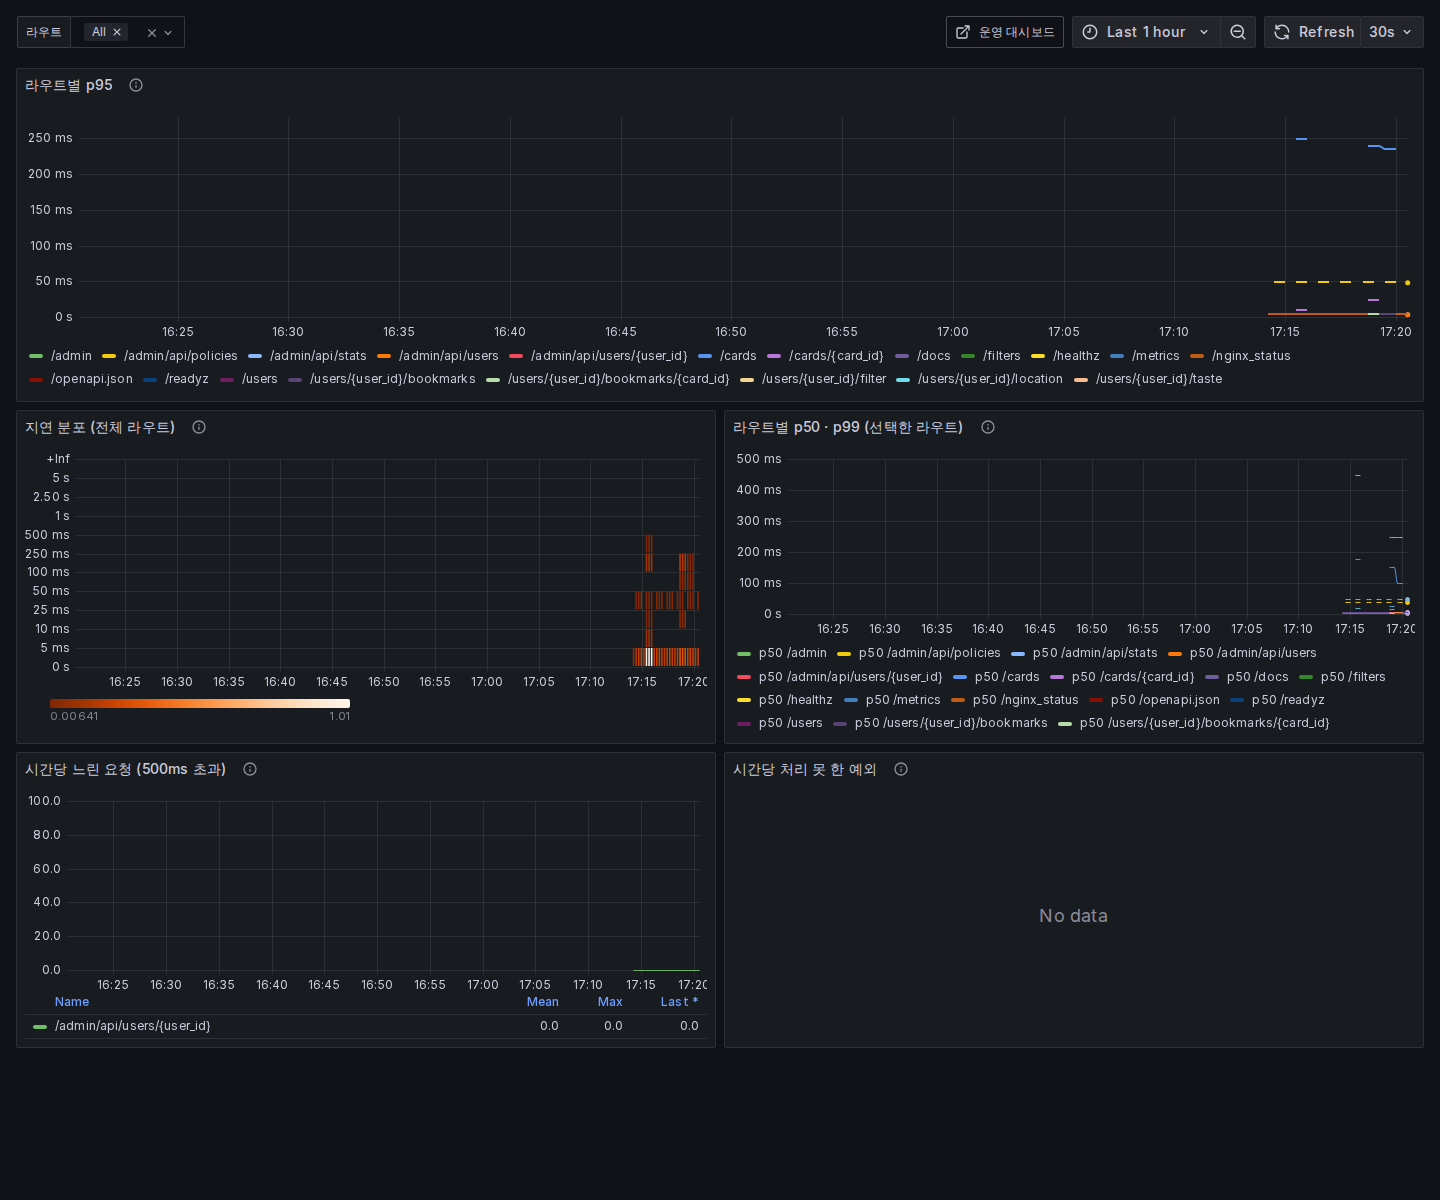 라우트 All 운영 대시보드 Last 1 hour Refresh 30s
라우트별 p95
250 ms
200 ms
150 ms
100 ms
50 ms
0 s
16:25 16:30 16:35 16:40 16:45 16:50 16:55 17:00 17:05 17:10 17:15 17:20
/admin /admin/api/policies /admin/api/stats /admin/api/users /admin/api/users/{user_id} /cards /cards/{card_id} /docs /filters /healthz /metrics /nginx_status
/openapi.json /readyz /users /users/{user_id}/bookmarks /users/{user_id}/bookmarks/{card_id} /users/{user_id}/filter /users/{user_id}/location /users/{user_id}/taste
지연 분포 (전체 라우트)
+Inf
5 s
2.50 s
1 s
500 ms
250 ms
100 ms
50 ms
25 ms
10 ms
5 ms
0 s
16:25 16:30 16:35 16:40 16:45 16:50 16:55 17:00 17:05 17:10 17:15 17:20
0.00641 1.01
라우트별 p50 · p99 (선택한 라우트)
500 ms
400 ms
300 ms
200 ms
100 ms
0 s
16:25 16:30 16:35 16:40 16:45 16:50 16:55 17:00 17:05 17:10 17:15 17:20
p50 /admin p50 /admin/api/policies p50 /admin/api/stats p50 /admin/api/users
p50 /admin/api/users/{user_id} p50 /cards p50 /cards/{card_id} p50 /docs p50 /filters
p50 /healthz p50 /metrics p50 /nginx_status p50 /openapi.json p50 /readyz
p50 /users p50 /users/{user_id}/bookmarks p50 /users/{user_id}/bookmarks/{card_id}
시간당 느린 요청 (500ms 초과)
100.0
80.0
60.0
40.0
20.0
0.0
16:25 16:30 16:35 16:40 16:45 16:50 16:55 17:00 17:05 17:10 17:15 17:20
Name Mean Max Last *
/admin/api/users/{user_id} 0.0 0.0 0.0
시간당 처리 못 한 예외
No data